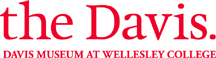 the Davis.
DAVIS MUSEUM AT WELLESLEY COLLEGE